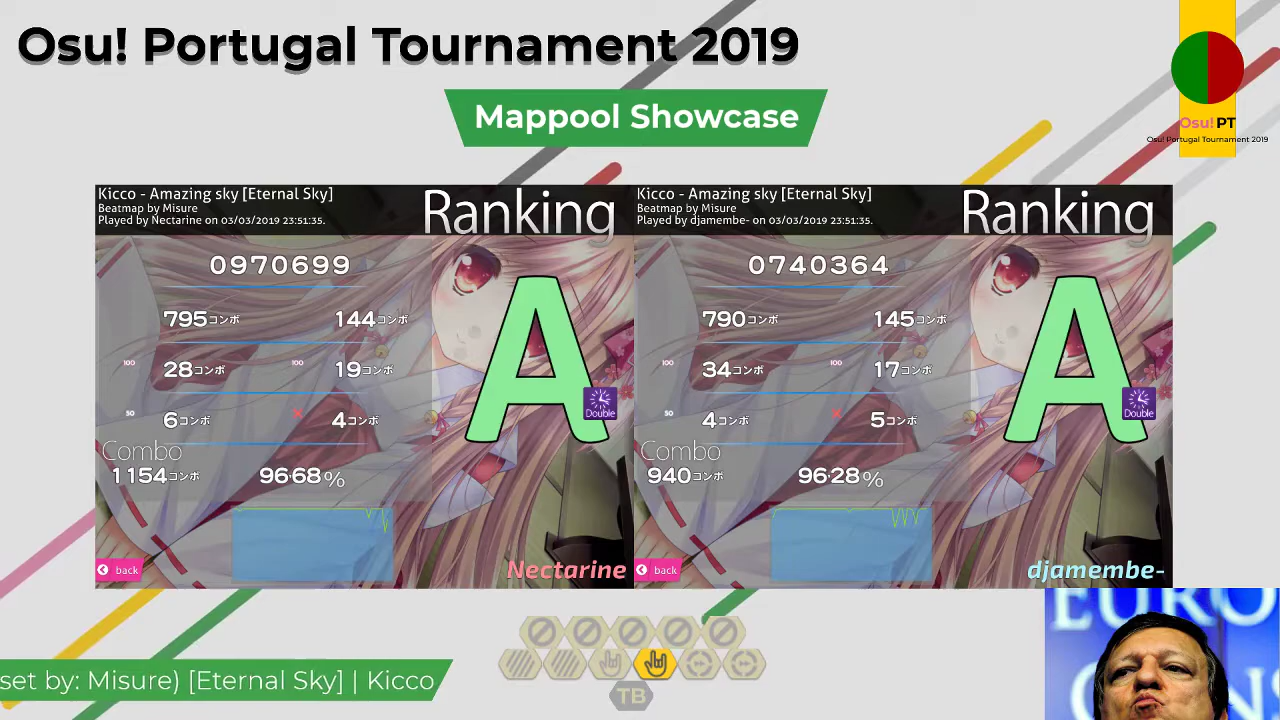 Osu! Portugal Tournament 2019
Mappool Showcase
Osu! PT
Osu! Portugal Tournament 2019
Kicco - Amazing sky [Eternal Sky]
Beatmap by Misure
Played by Nectarine on 03/03/2019 23:51:35.
Ranking
0970699
795コンボ 144コンボ
100 28コンボ 100 19コンボ
50 6コンボ 4コンボ
Combo
1154コンボ 96.68%
A
Double
back
Nectarine
Kicco - Amazing sky [Eternal Sky]
Beatmap by Misure
Played by djamembe- on 03/03/2019 23:51:35.
Ranking
0740364
790コンボ 145コンボ
100 34コンボ 100 17コンボ
50 4コンボ 5コンボ
Combo
940コンボ 96.28%
A
Double
back
djamembe-
TB
set by: Misure) [Eternal Sky] | Kicco
EURO